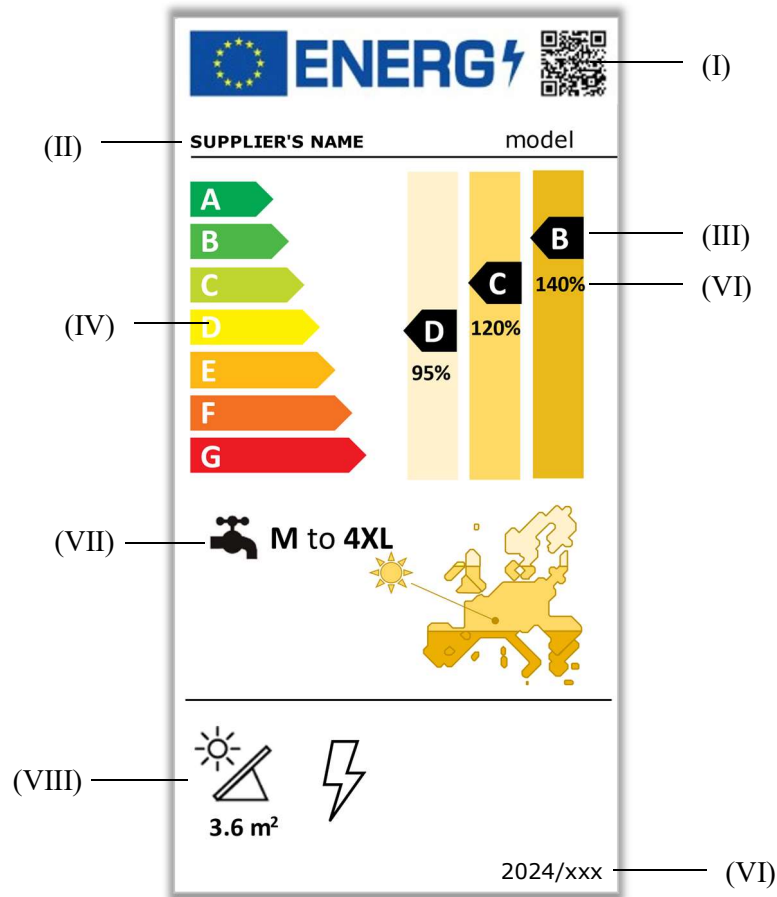 ENERG
(I)
(II)
SUPPLIER'S NAME model
A
B
B (III)
C
C 140% (VI)
(IV) D
D 120%
E 95%
F
G
(VII) M to 4XL
(VIII)
3.6 m²
2024/xxx (VI)